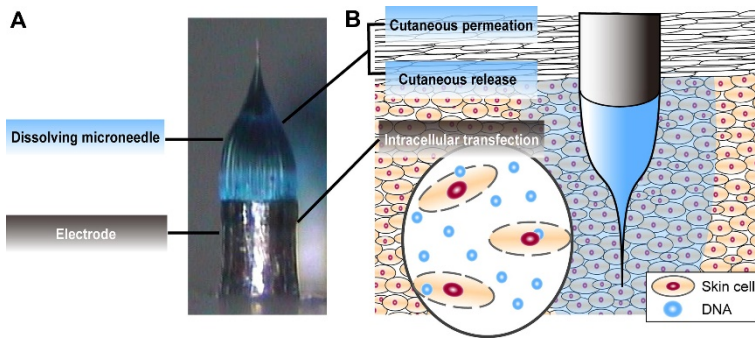 A
Dissolving microneedle
Electrode
B
Cutaneous permeation
Cutaneous release
Intracellular transfection
Skin cell
DNA